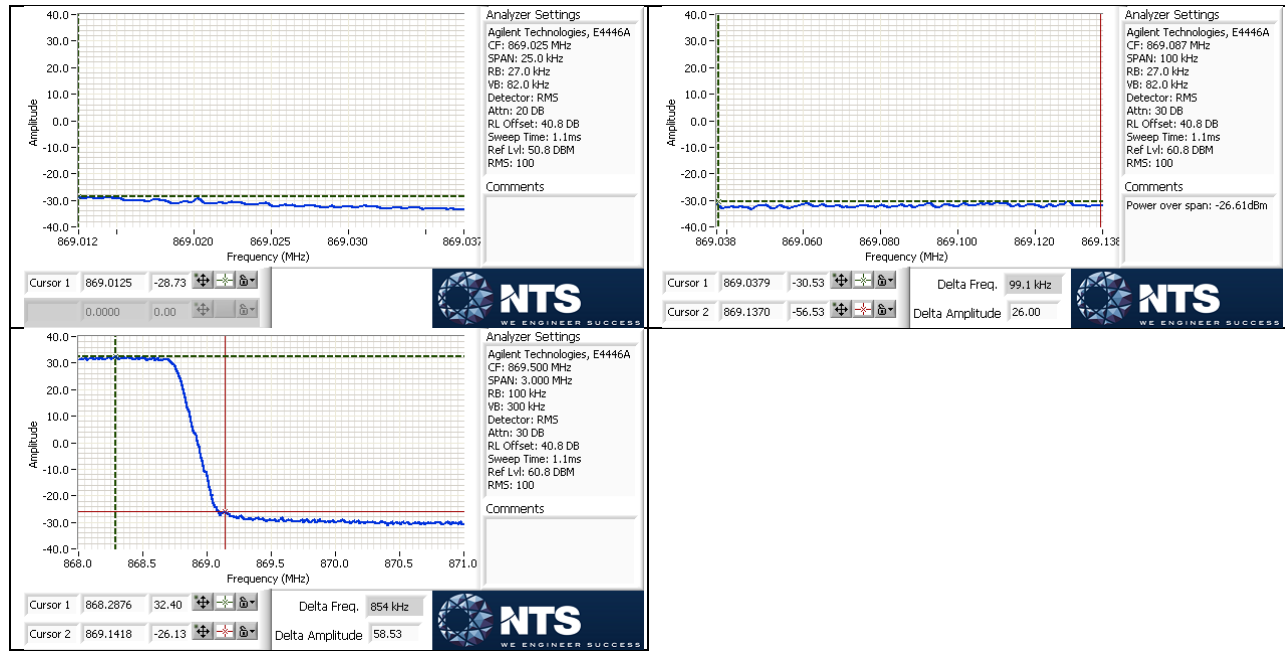 Analyzer Settings
Agilent Technologies, E4446A
CF: 869.025 MHz
SPAN: 25.0 kHz
RB: 27.0 kHz
VB: 82.0 kHz
Detector: RMS
Attn: 20 DB
RL Offset: 40.8 DB
Sweep Time: 1.1ms
Ref Lvl: 50.8 DBM
RMS: 100
Comments
Amplitude
40.0
30.0
20.0
10.0
0.0
-10.0
-20.0
-30.0
-40.0
869.012 869.020 869.025 869.030 869.037
Frequency (MHz)
Cursor 1 869.0125 -28.73
0.0000 0.00
NTS
WE ENGINEER SUCCESS
Analyzer Settings
Agilent Technologies, E4446A
CF: 869.087 MHz
SPAN: 100 kHz
RB: 27.0 kHz
VB: 82.0 kHz
Detector: RMS
Attn: 30 DB
RL Offset: 40.8 DB
Sweep Time: 1.1ms
Ref Lvl: 60.8 DBM
RMS: 100
Comments
Power over span: -26.61dBm
Amplitude
40.0
30.0
20.0
10.0
0.0
-10.0
-20.0
-30.0
-40.0
869.038 869.060 869.080 869.100 869.120 869.138
Frequency (MHz)
Cursor 1 869.0379 -30.53
Cursor 2 869.1370 -56.53
Delta Freq. 99.1 kHz
Delta Amplitude 26.00
NTS
WE ENGINEER SUCCESS
Analyzer Settings
Agilent Technologies, E4446A
CF: 869.500 MHz
SPAN: 3.000 MHz
RB: 100 kHz
VB: 300 kHz
Detector: RMS
Attn: 30 DB
RL Offset: 40.8 DB
Sweep Time: 1.1ms
Ref Lvl: 60.8 DBM
RMS: 100
Comments
Amplitude
40.0
30.0
20.0
10.0
0.0
-10.0
-20.0
-30.0
-40.0
868.0 868.5 869.0 869.5 870.0 870.5 871.0
Frequency (MHz)
Cursor 1 868.2876 32.40
Cursor 2 869.1418 -26.13
Delta Freq. 854 kHz
Delta Amplitude 58.53
NTS
WE ENGINEER SUCCESS